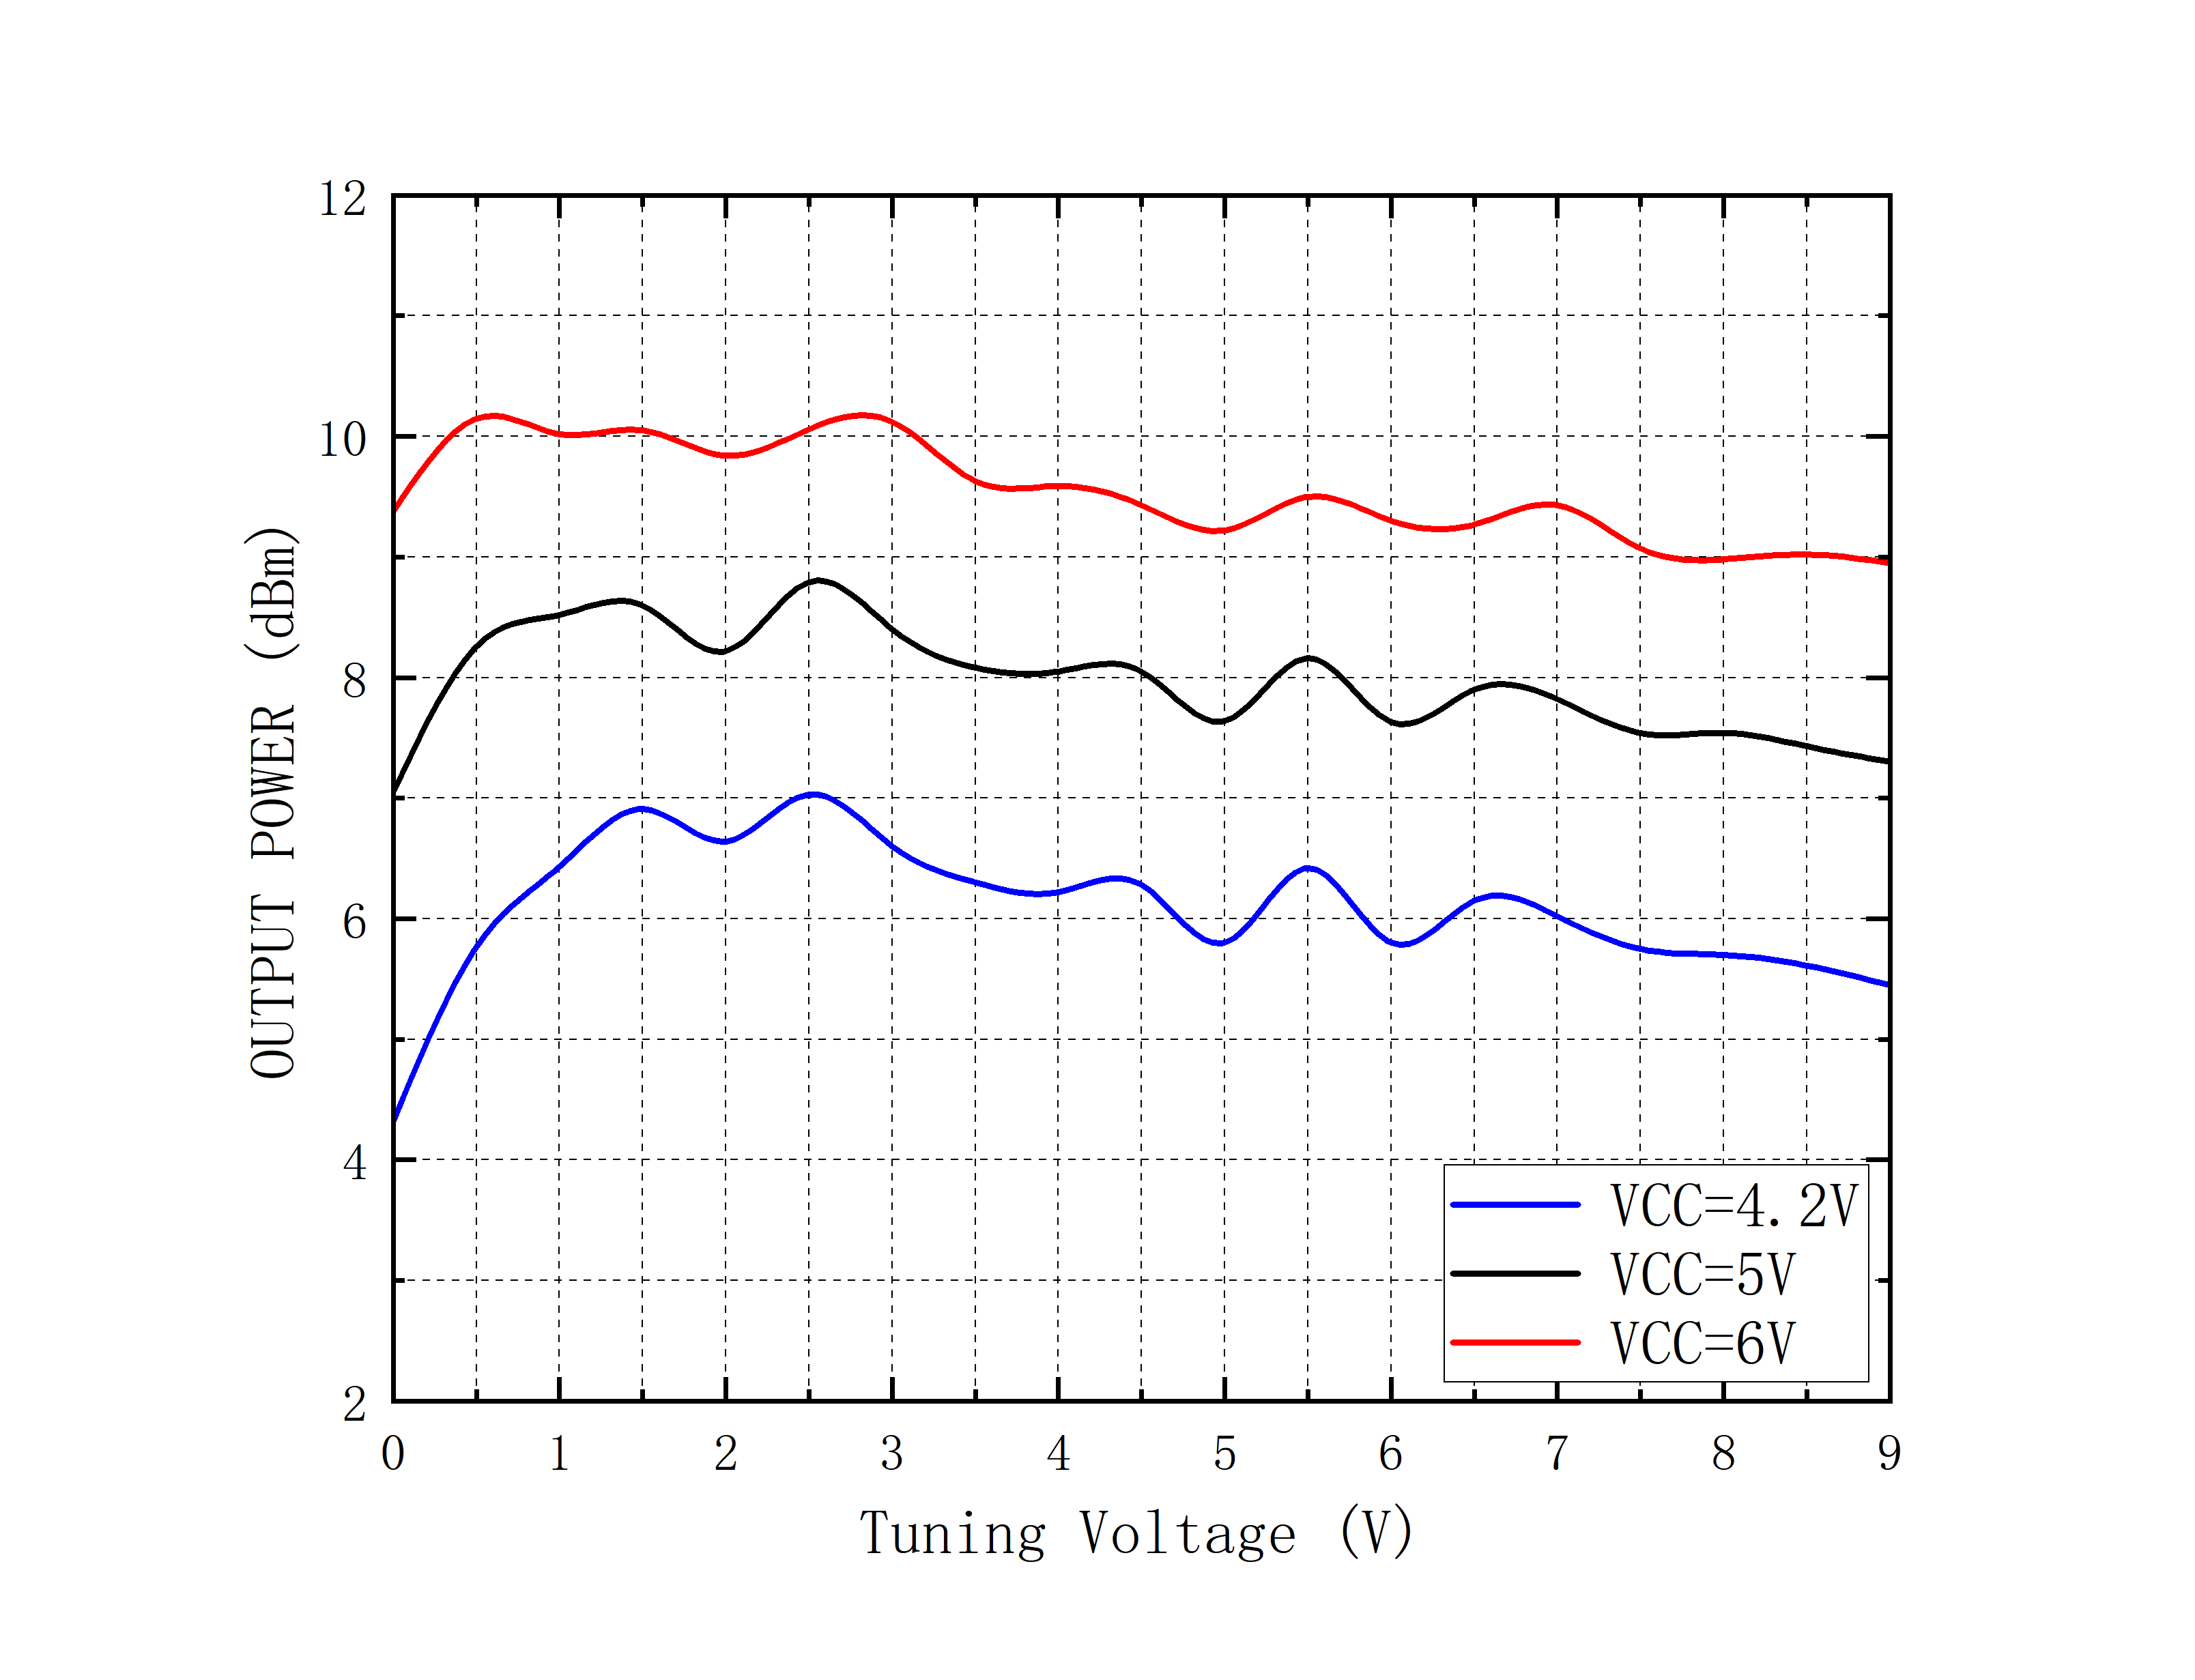 12
10
8
6
4
2
OUTPUT POWER (dBm)
0 1 2 3 4 5 6 7 8 9
Tuning Voltage (V)
VCC=4.2V
VCC=5V
VCC=6V